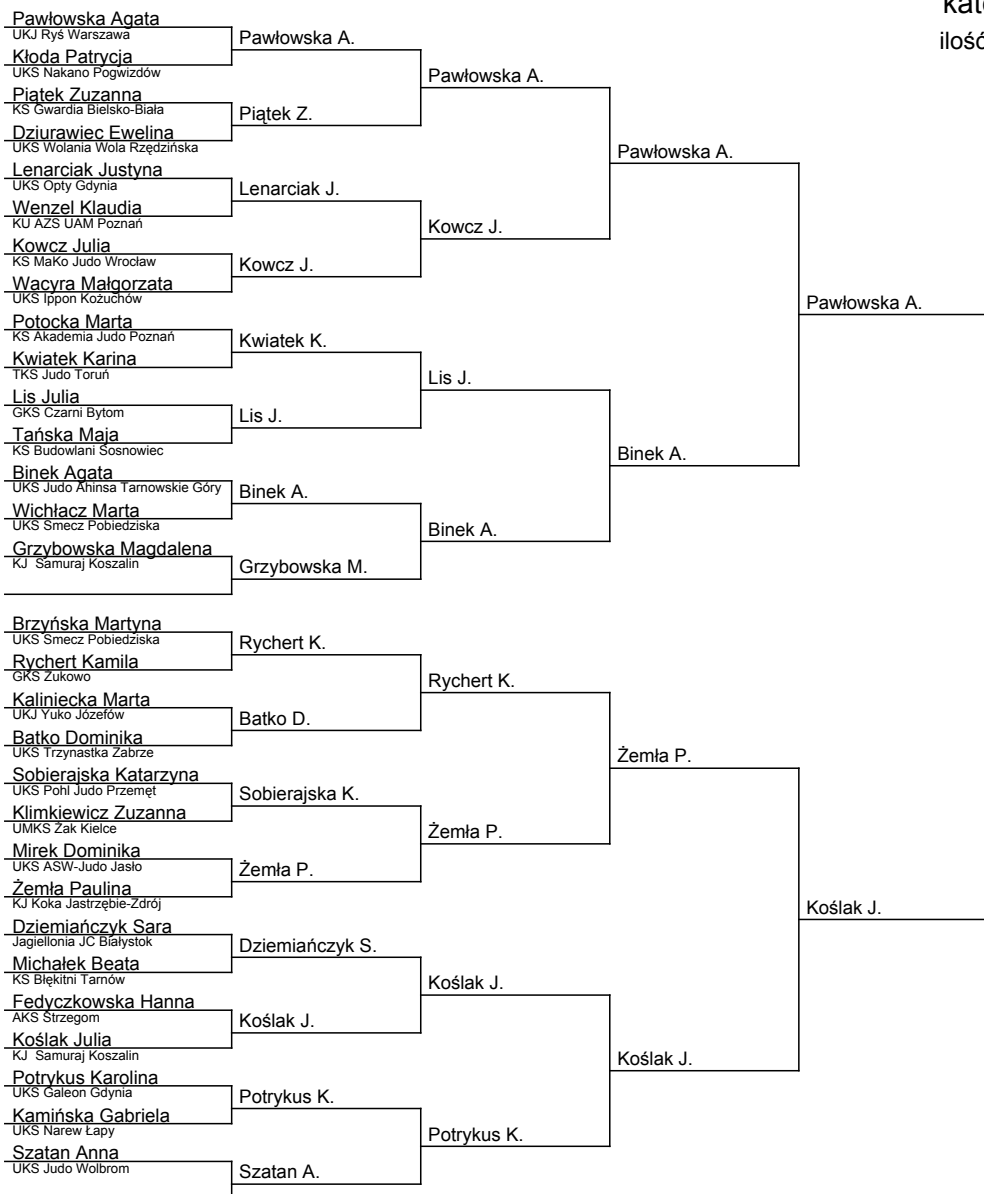 kat
ilość
Pawłowska Agata
UKJ Ryś Warszawa
Pawłowska A.
Kłoda Patrycja
UKS Nakano Pogwizdów
Pawłowska A.
Piątek Zuzanna
KS Gwardia Bielsko-Biała
Piątek Z.
Dziurawiec Ewelina
UKS Wolania Wola Rzędzińska
Pawłowska A.
Lenarciak Justyna
UKS Opty Gdynia
Lenarciak J.
Wenzel Klaudia
KU AZS UAM Poznań
Kowcz J.
Kowcz Julia
KS MaKo Judo Wrocław
Kowcz J.
Wacyra Małgorzata
UKS Ippon Kożuchów
Pawłowska A.
Potocka Marta
KS Akademia Judo Poznań
Kwiatek K.
Kwiatek Karina
TKS Judo Toruń
Lis J.
Lis Julia
GKS Czarni Bytom
Lis J.
Tańska Maja
KS Budowlani Sosnowiec
Binek A.
Binek Agata
UKS Judo Ahinsa Tarnowskie Góry
Binek A.
Wichłacz Marta
UKS Smecz Pobiedziska
Binek A.
Grzybowska Magdalena
KJ Samuraj Koszalin
Grzybowska M.
Brzyńska Martyna
UKS Smecz Pobiedziska
Rychert K.
Rychert Kamila
GKS Żukowo
Rychert K.
Kaliniecka Marta
UKJ Yuko Józefów
Batko D.
Batko Dominika
UKS Trzynastka Zabrze
Żemła P.
Sobierajska Katarzyna
UKS Pohl Judo Przemęt
Sobierajska K.
Klimkiewicz Zuzanna
UMKS Żak Kielce
Żemła P.
Mirek Dominika
UKS ASW-Judo Jasło
Żemła P.
Żemła Paulina
KJ Koka Jastrzębie-Zdrój
Koślak J.
Dziemiańczyk Sara
Jagiellonia JC Białystok
Dziemiańczyk S.
Michałek Beata
KS Błękitni Tarnów
Koślak J.
Fedyczkowska Hanna
AKS Strzegom
Koślak J.
Koślak Julia
KJ Samuraj Koszalin
Koślak J.
Potrykus Karolina
UKS Galeon Gdynia
Potrykus K.
Kamińska Gabriela
UKS Narew Łapy
Potrykus K.
Szatan Anna
UKS Judo Wolbrom
Szatan A.